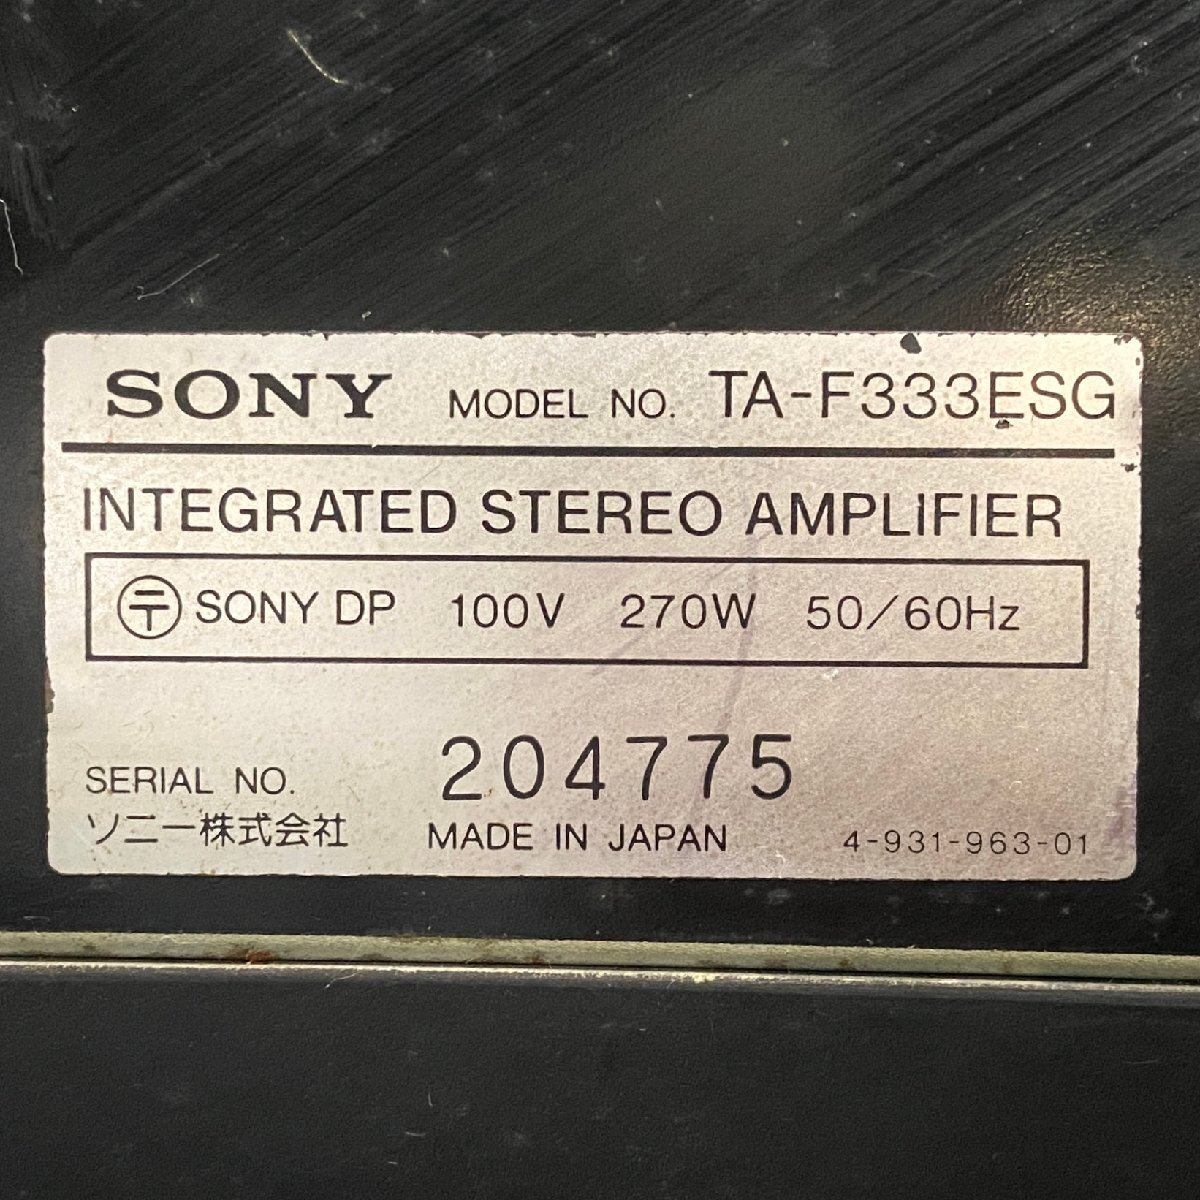 SONY MODEL NO. TA-F333ESG
INTEGRATED STEREO AMPLIFIER
〶 SONY DP 100V 270W 50/60Hz
SERIAL NO. 204775
ソニー株式会社 MADE IN JAPAN 4-931-963-01